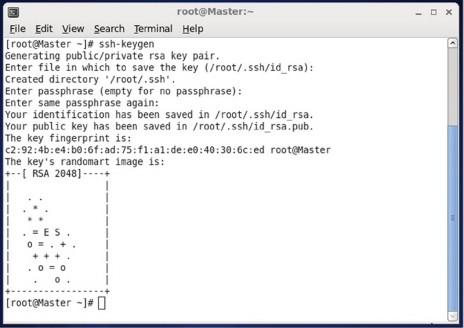 root@Master:~
File Edit View Search Terminal Help
[root@Master ~]# ssh-keygen
Generating public/private rsa key pair.
Enter file in which to save the key (/root/.ssh/id_rsa):
Created directory '/root/.ssh'.
Enter passphrase (empty for no passphrase):
Enter same passphrase again:
Your identification has been saved in /root/.ssh/id_rsa.
Your public key has been saved in /root/.ssh/id_rsa.pub.
The key fingerprint is:
c2:92:4b:e4:b0:6f:ad:75:f1:a1:de:e0:40:30:6c:ed root@Master
The key's randomart image is:
+--[ RSA 2048]----+
|                 |
|   . .           |
|  . * .          |
|   * *           |
|  . = E S .      |
|   o = . + .     |
|    + + + .      |
|   . o = o       |
|    .   o .      |
+-----------------+
[root@Master ~]#